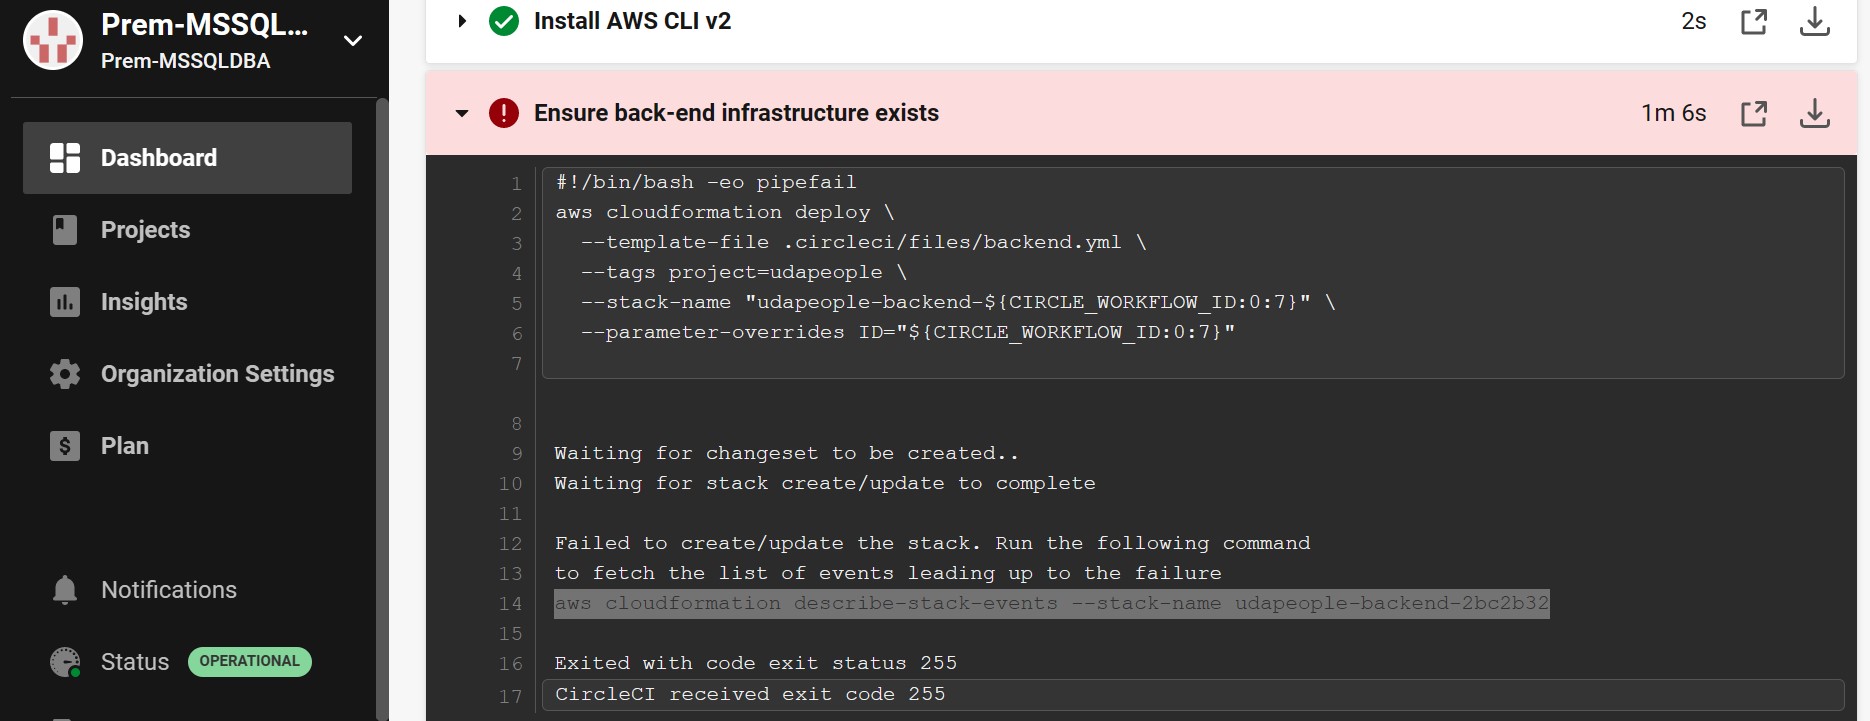 Prem-MSSQL...
Prem-MSSQLDBA
Dashboard
Projects
Insights
Organization Settings
Plan
Notifications
Status OPERATIONAL
Install AWS CLI v2 2s
Ensure back-end infrastructure exists 1m 6s
1 #!/bin/bash -eo pipefail
2 aws cloudformation deploy \
3 --template-file .circleci/files/backend.yml \
4 --tags project=udapeople \
5 --stack-name "udapeople-backend-${CIRCLE_WORKFLOW_ID:0:7}" \
6 --parameter-overrides ID="${CIRCLE_WORKFLOW_ID:0:7}"
7
8
9 Waiting for changeset to be created..
10 Waiting for stack create/update to complete
11
12 Failed to create/update the stack. Run the following command
13 to fetch the list of events leading up to the failure
14 aws cloudformation describe-stack-events --stack-name udapeople-backend-2bc2b32
15
16 Exited with code exit status 255
17 CircleCI received exit code 255